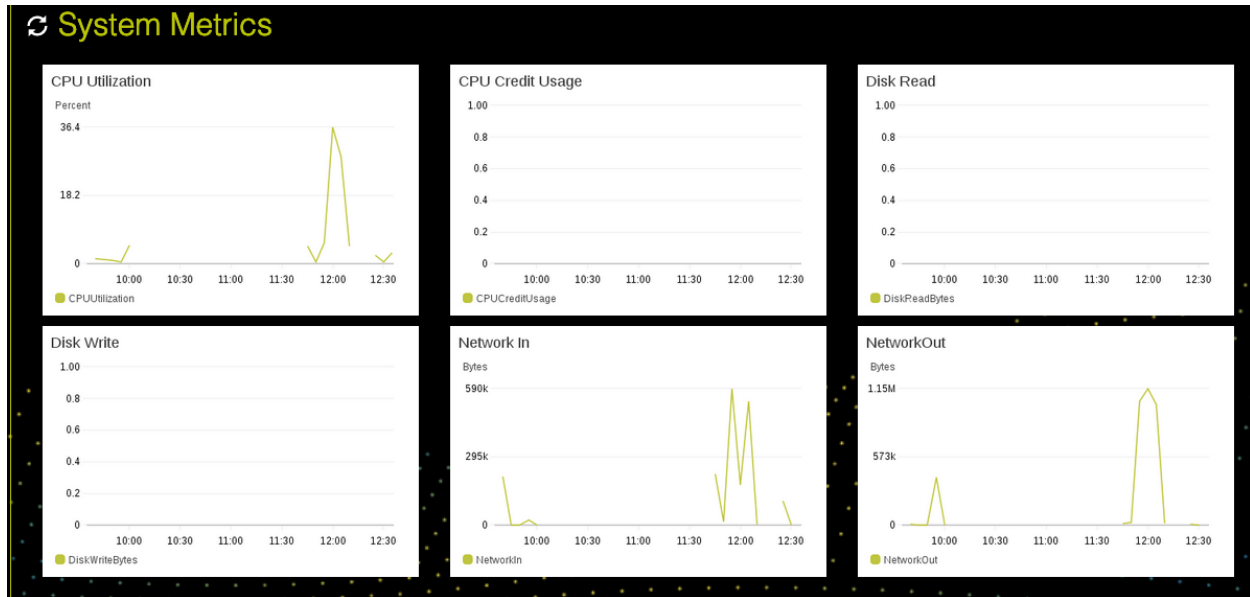 System Metrics
CPU Utilization
Percent
36.4
18.2
0
10:00 10:30 11:00 11:30 12:00 12:30
CPUUtilization
CPU Credit Usage
1.00
0.8
0.6
0.4
0.2
0
10:00 10:30 11:00 11:30 12:00 12:30
CPUCreditUsage
Disk Read
1.00
0.8
0.6
0.4
0.2
0
10:00 10:30 11:00 11:30 12:00 12:30
DiskReadBytes
Disk Write
1.00
0.8
0.6
0.4
0.2
0
10:00 10:30 11:00 11:30 12:00 12:30
DiskWriteBytes
Network In
Bytes
590k
295k
0
10:00 10:30 11:00 11:30 12:00 12:30
NetworkIn
NetworkOut
Bytes
1.15M
573k
0
10:00 10:30 11:00 11:30 12:00 12:30
NetworkOut